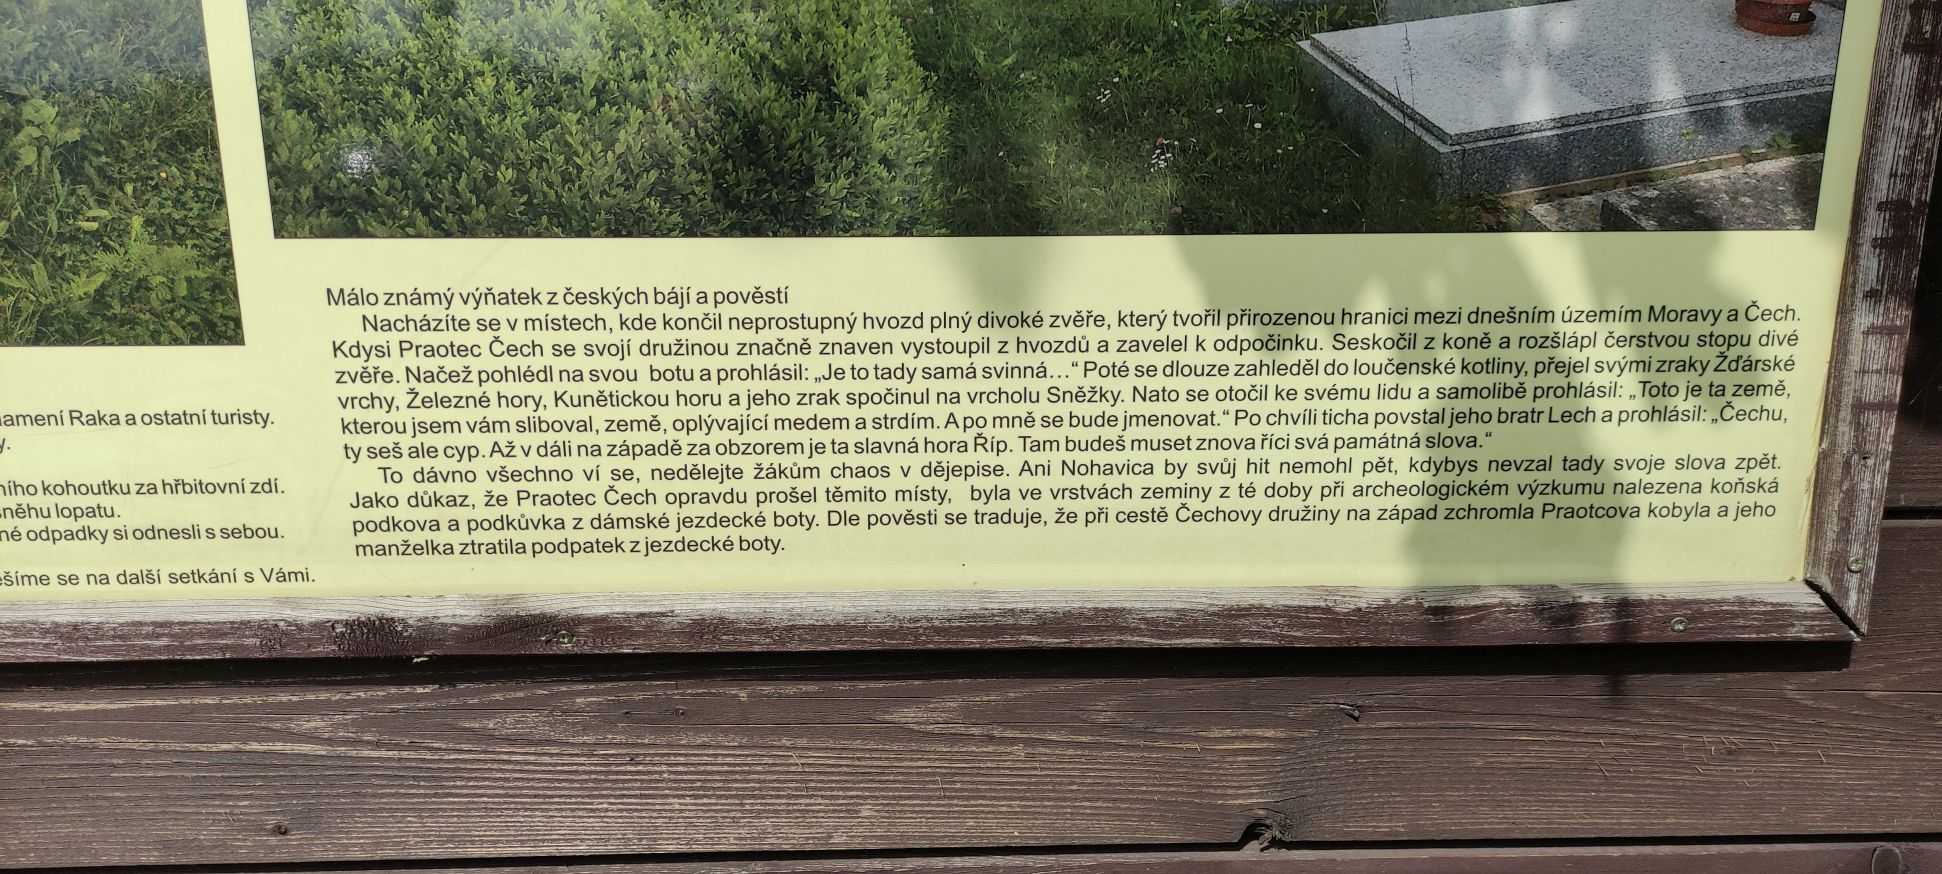 Málo známý výňatek z českých bájí a pověstí
Nacházíte se v místech, kde končil neprostupný hvozd plný divoké zvěře, který tvořil přirozenou hranici mezi dnešním územím Moravy a Čech.
Kdysi Praotec Čech se svojí družinou značně znaven vystoupil z hvozdů a zavelel k odpočinku. Seskočil z koně a rozšlápl čerstvou stopu divé
zvěře. Načež pohlédl na svou botu a prohlásil: „Je to tady samá svinná...“ Poté se dlouze zahleděl do loučenské kotliny, přejel svými zraky Žďárské
vrchy, Železné hory, Kunětickou horu a jeho zrak spočinul na vrcholu Sněžky. Nato se otočil ke svému lidu a samolibě prohlásil: „Toto je ta země,
kterou jsem vám sliboval, země, oplývající medem a strdím. A po mně se bude jmenovat.“ Po chvíli ticha povstal jeho bratr Lech a prohlásil: „Čechu,
ty seš ale cyp. Až v dáli na západě za obzorem je ta slavná hora Říp. Tam budeš muset znova říci svá památná slova.“
To dávno všechno ví se, nedělejte žákům chaos v dějepise. Ani Nohavica by svůj hit nemohl pět, kdybys nevzal tady svoje slova zpět.
Jako důkaz, že Praotec Čech opravdu prošel těmito místy, byla ve vrstvách zeminy z té doby při archeologickém výzkumu nalezena koňská
podkova a podkůvka z dámské jezdecké boty. Dle pověsti se traduje, že při cestě Čechovy družiny na západ zchromla Praotcova kobyla a jeho
manželka ztratila podpatek z jezdecké boty.
namení Raka a ostatní turisty.
y.
ního kohoutku za hřbitovní zdí.
sněhu lopatu.
né odpadky si odnesli s sebou.
ěšíme se na další setkání s Vámi.